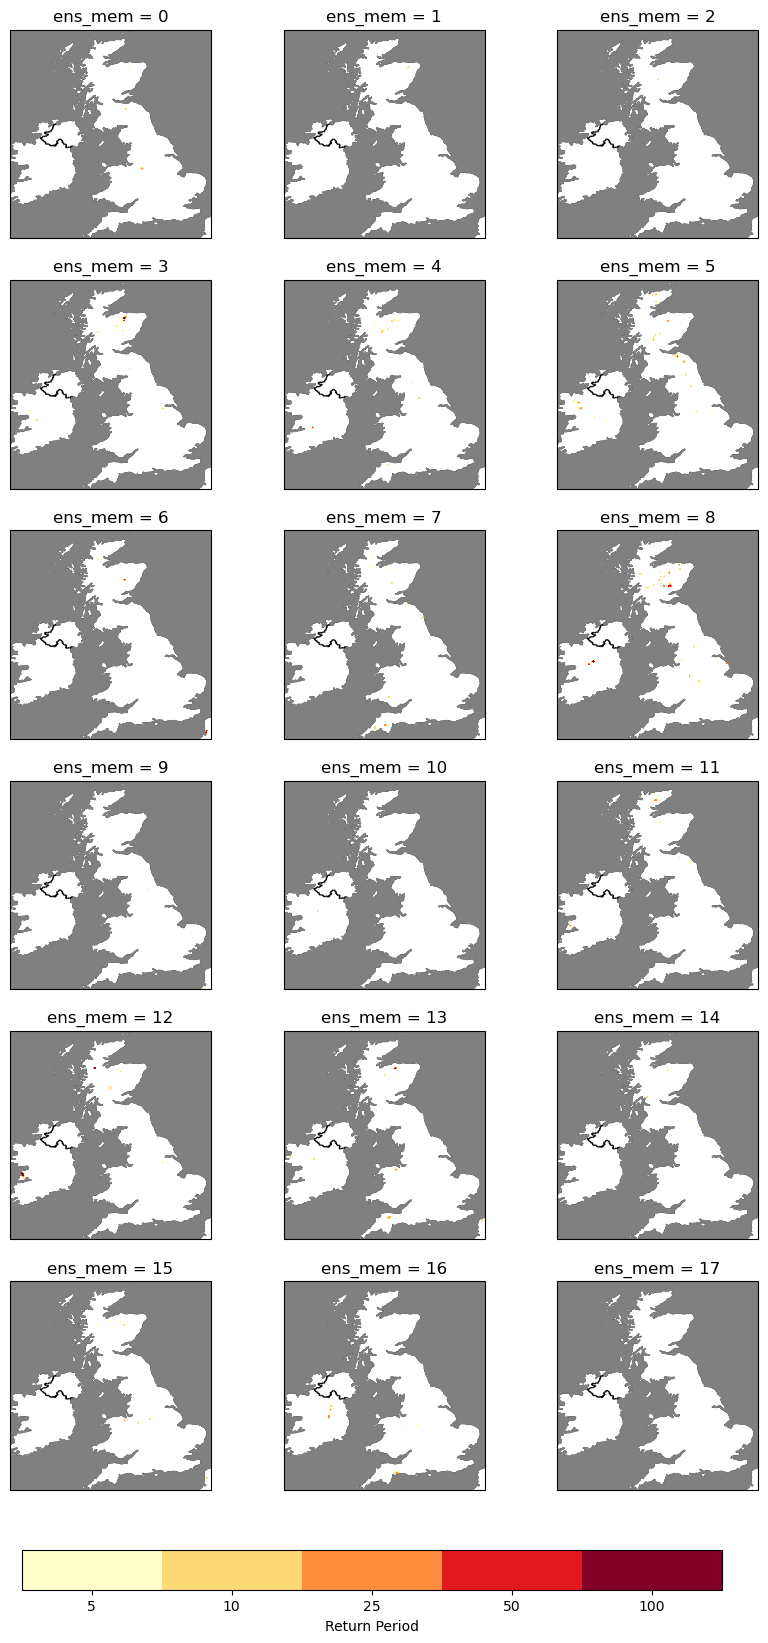 ens_mem = 0
ens_mem = 1
ens_mem = 2
ens_mem = 3
ens_mem = 4
ens_mem = 5
ens_mem = 6
ens_mem = 7
ens_mem = 8
ens_mem = 9
ens_mem = 10
ens_mem = 11
ens_mem = 12
ens_mem = 13
ens_mem = 14
ens_mem = 15
ens_mem = 16
ens_mem = 17
5 10 25 50 100
Return Period